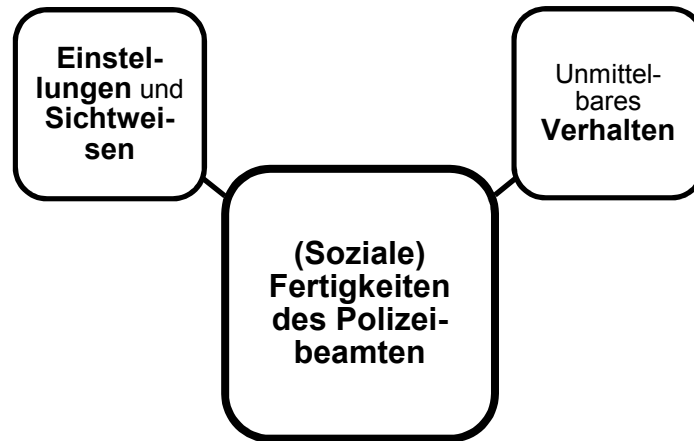 Einstel-
lungen und
Sichtwei-
sen
Unmittel-
bares
Verhalten
(Soziale)
Fertigkeiten
des Polizei-
beamten